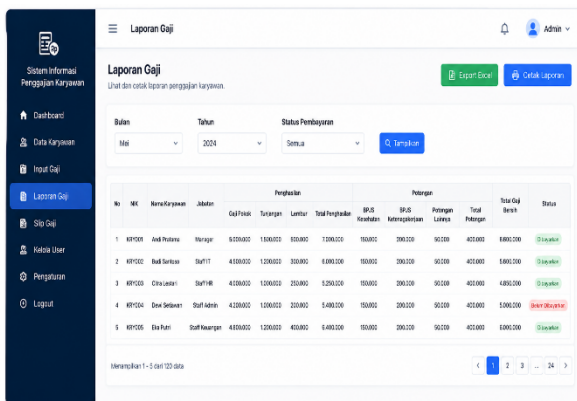 Laporan Gaji
Admin
Sistem Informasi
Penggajian Karyawan
Dashboard
Data Karyawan
Input Gaji
Laporan Gaji
Slip Gaji
Kelola User
Pengaturan
Logout
Laporan Gaji
Lihat dan cetak laporan penggajian karyawan.
Export Excel
Cetak Laporan
Bulan Tahun Status Pembayaran
Mei 2024 Semua Tampilkan
Penghasilan Potongan
No NIK Nama Karyawan Jabatan Gaji Pokok Tunjangan Lembur Total Penghasilan BPJS Kesehatan BPJS Ketenagakerjaan Potongan Lainnya Total Potongan Total Gaji Bersih Status
1 KRY001 Andi Pratama Manager 5.000.000 1.500.000 500.000 7.000.000 150.000 200.000 50.000 400.000 6.600.000 Dibayarkan
2 KRY002 Budi Santoso Staff IT 4.500.000 1.200.000 300.000 6.000.000 150.000 200.000 50.000 400.000 5.600.000 Dibayarkan
3 KRY003 Citra Lestari Staff HR 4.000.000 1.000.000 250.000 5.250.000 150.000 200.000 50.000 400.000 4.850.000 Dibayarkan
4 KRY004 Dewi Setiawan Staff Admin 4.200.000 1.000.000 200.000 5.400.000 150.000 200.000 50.000 400.000 5.000.000 Belum Dibayarkan
5 KRY005 Eka Putri Staff Keuangan 4.800.000 1.200.000 400.000 6.400.000 150.000 200.000 50.000 400.000 6.000.000 Dibayarkan
Menampilkan 1 - 5 dari 120 data
1 2 3 ... 24